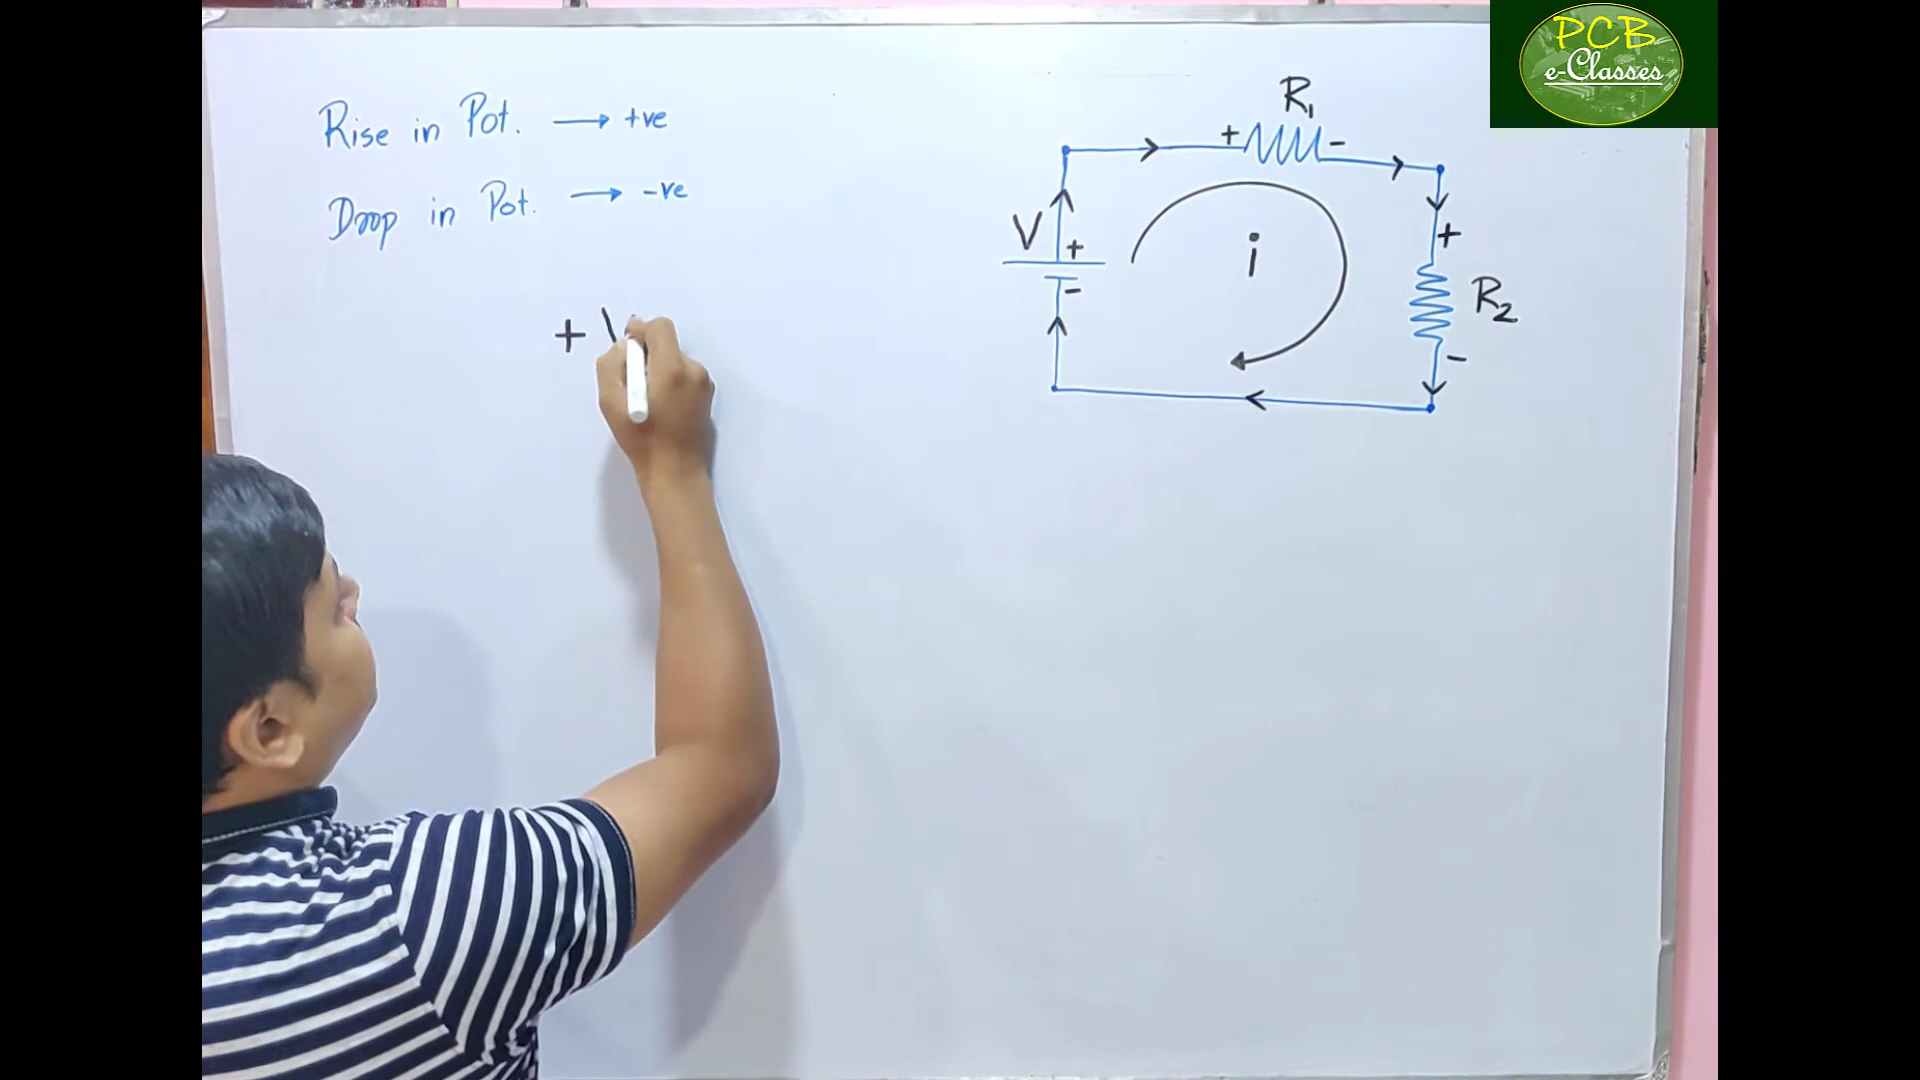 Rise in Pot. → +ve
Drop in Pot. → -ve
+ V
R1
+ -
V
+
-
i
+
R2
-
PCB
e-Classes